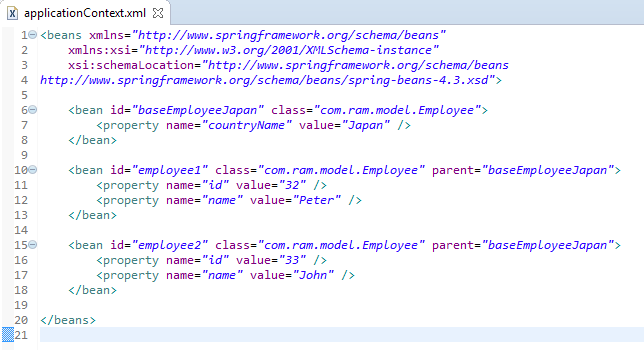 applicationContext.xml
1 <beans xmlns="http://www.springframework.org/schema/beans"
2     xmlns:xsi="http://www.w3.org/2001/XMLSchema-instance"
3     xsi:schemaLocation="http://www.springframework.org/schema/beans
4 http://www.springframework.org/schema/beans/spring-beans-4.3.xsd">
5
6     <bean id="baseEmployeeJapan" class="com.ram.model.Employee">
7         <property name="countryName" value="Japan" />
8     </bean>
9
10     <bean id="employee1" class="com.ram.model.Employee" parent="baseEmployeeJapan">
11         <property name="id" value="32" />
12         <property name="name" value="Peter" />
13     </bean>
14
15     <bean id="employee2" class="com.ram.model.Employee" parent="baseEmployeeJapan">
16         <property name="id" value="33" />
17         <property name="name" value="John" />
18     </bean>
19
20 </beans>
21